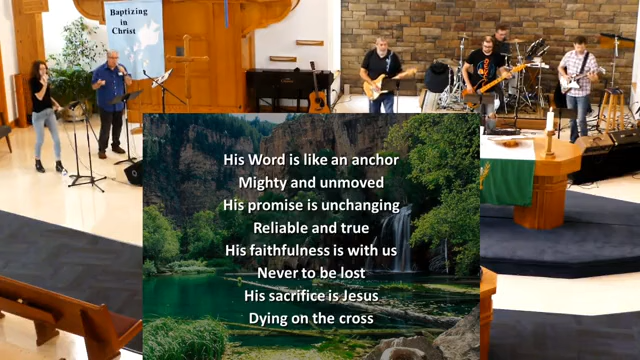 Baptizing
in
Christ
His Word is like an anchor
Mighty and unmoved
His promise is unchanging
Reliable and true
His faithfulness is with us
Never to be lost
His sacrifice is Jesus
Dying on the cross